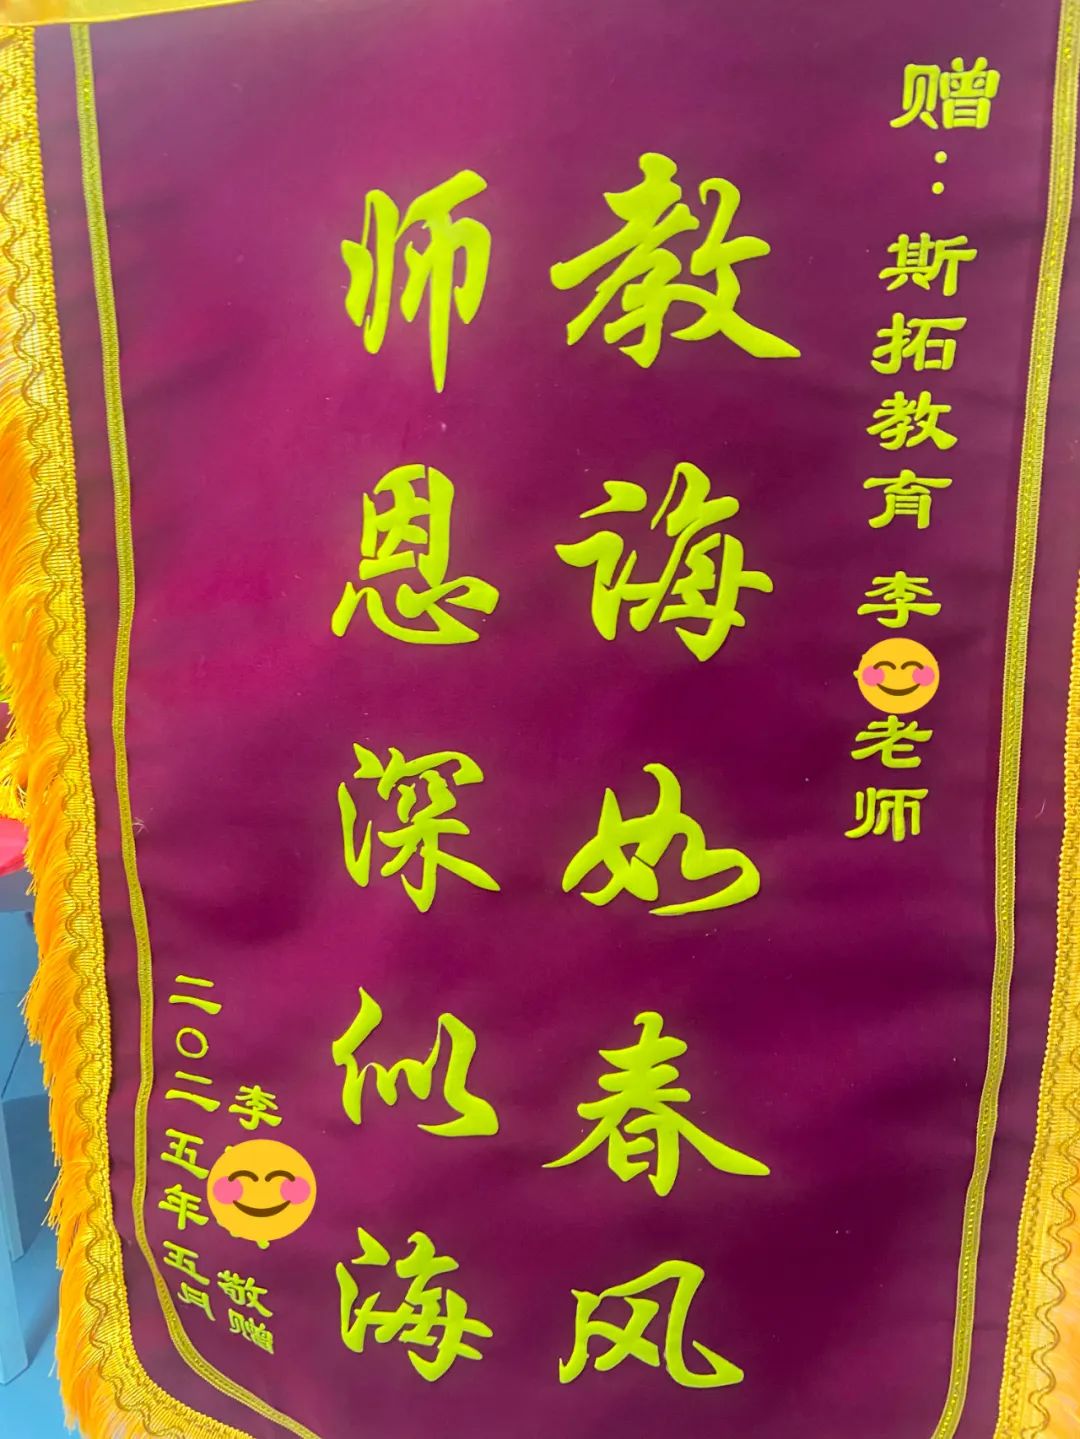 赠：斯拓教育 李老师
教诲如春风
师恩深似海
李 敬赠
二〇二五年五月